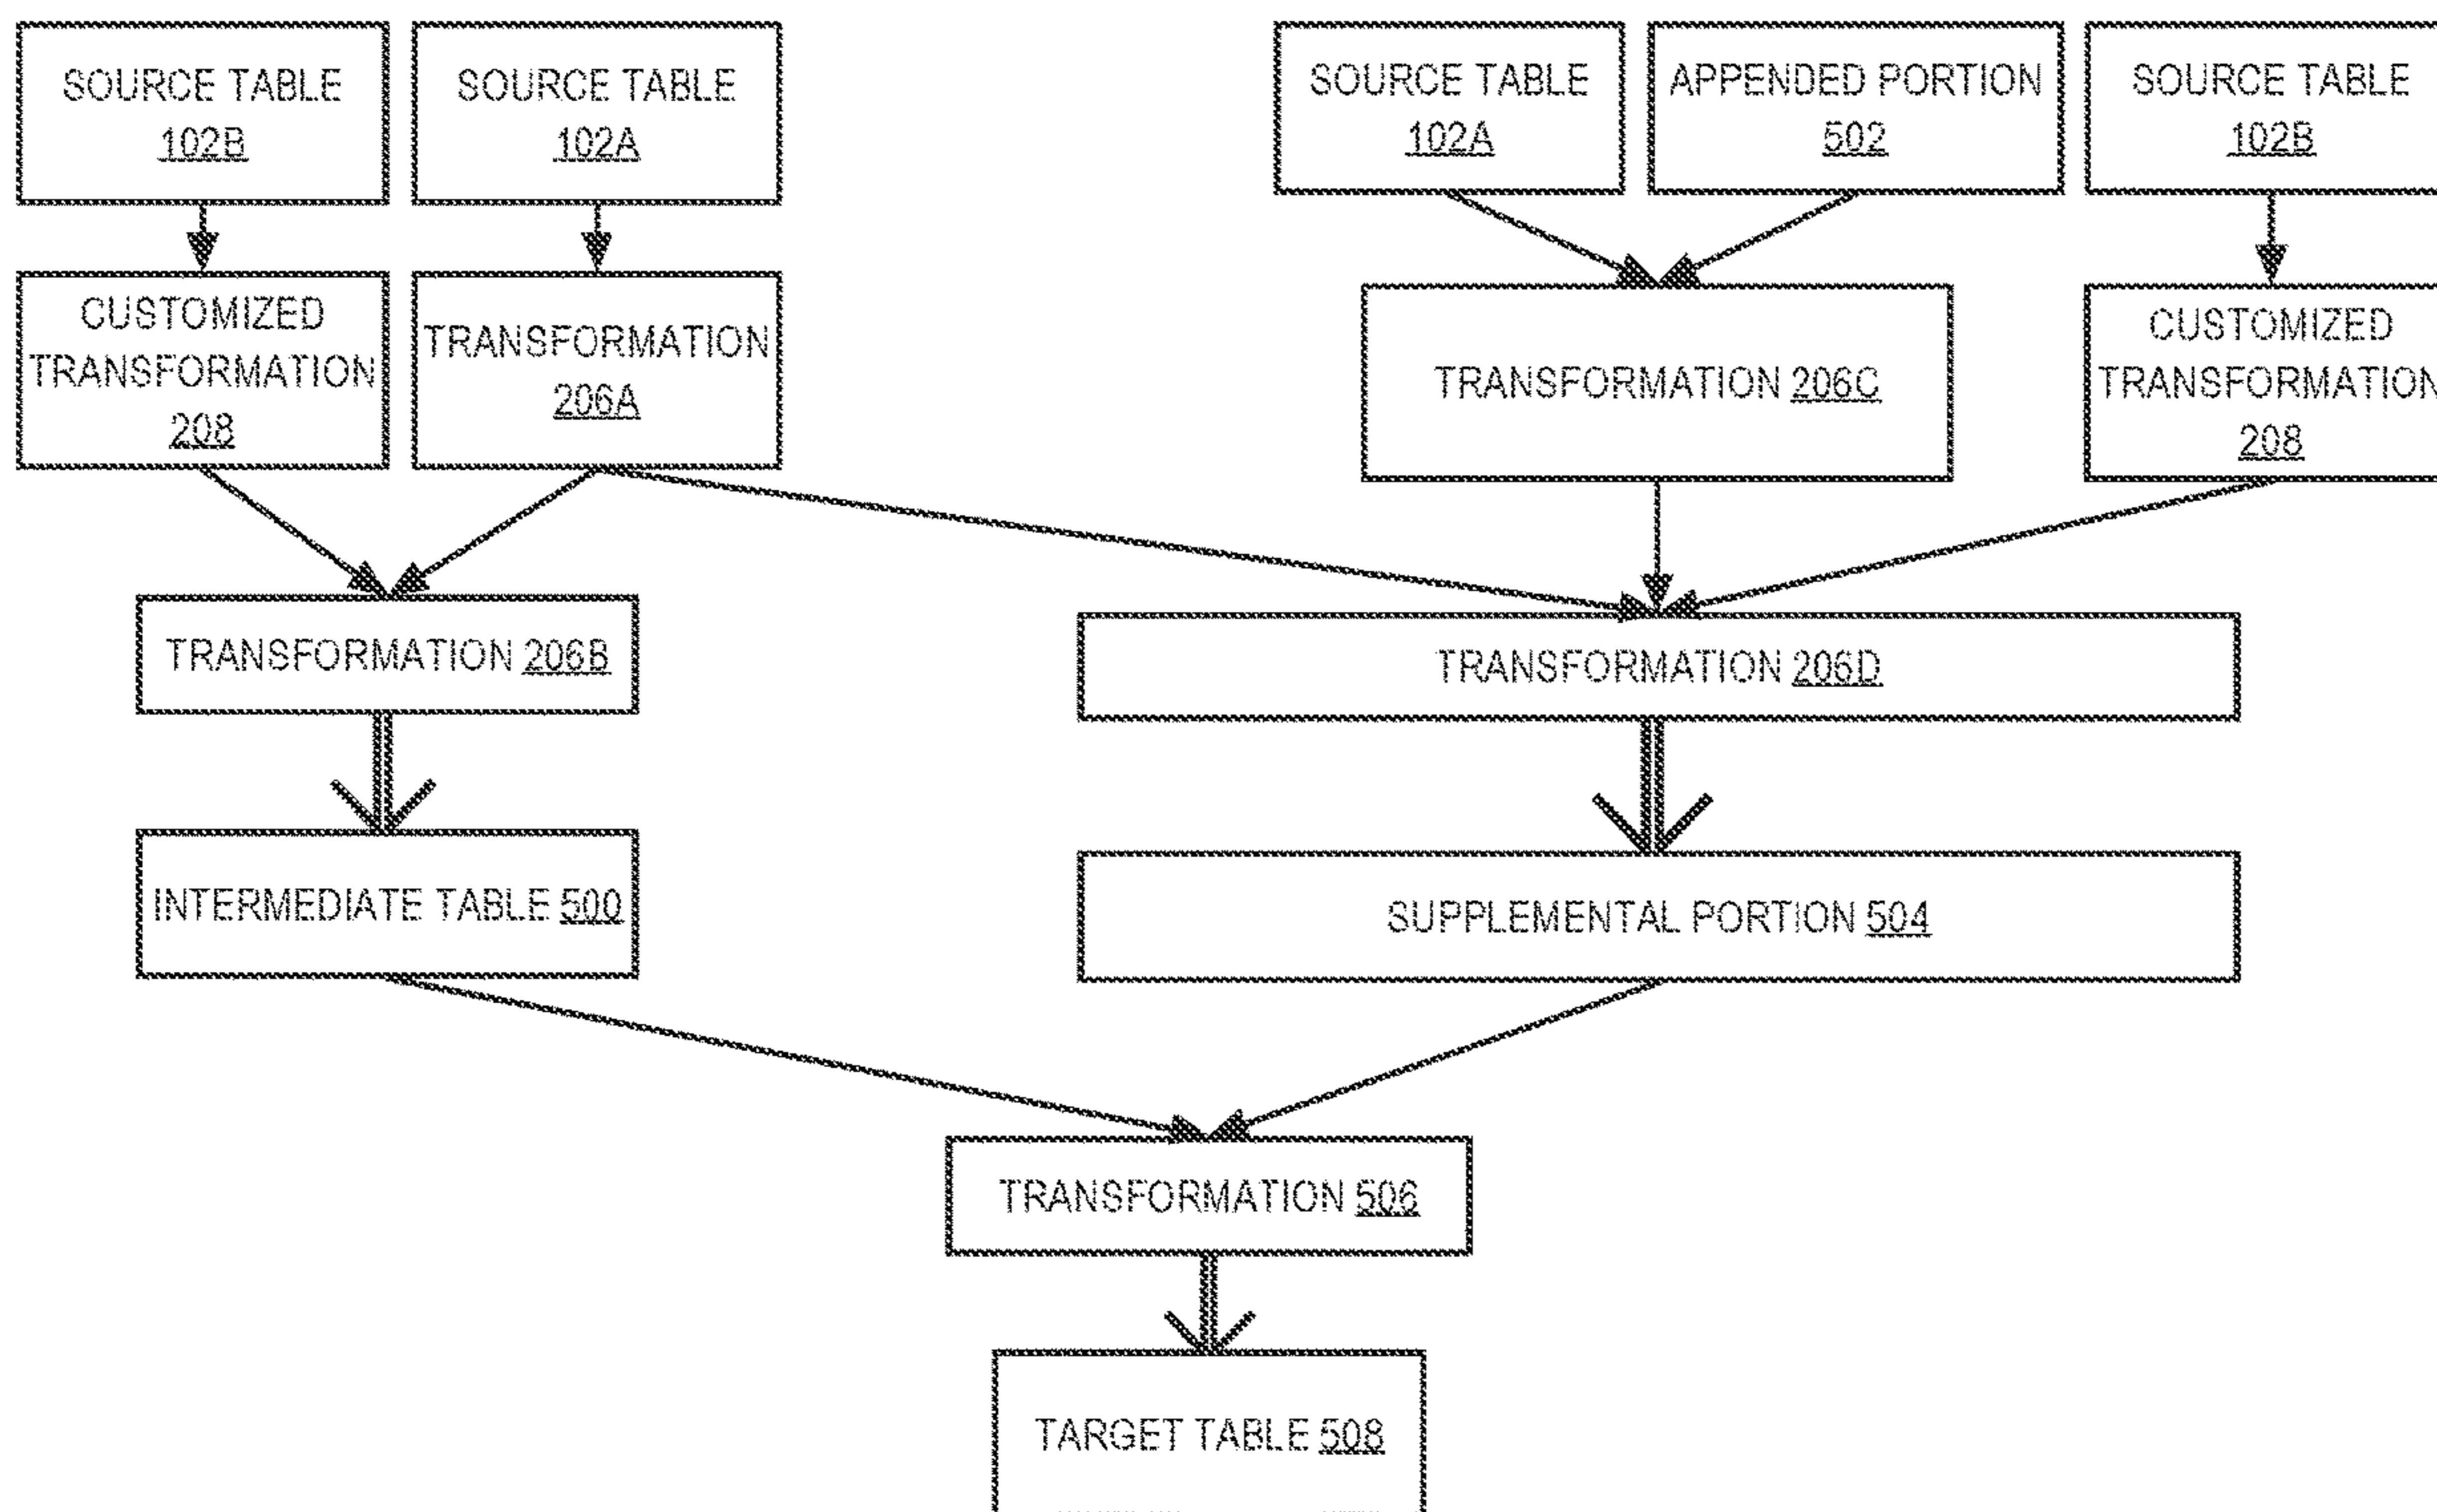 SOURCE TABLE
102B
SOURCE TABLE
102A
SOURCE TABLE
102A
APPENDED PORTION
502
SOURCE TABLE
102B
CUSTOMIZED
TRANSFORMATION
208
TRANSFORMATION
206A
TRANSFORMATION 206C
CUSTOMIZED
TRANSFORMATION
208
TRANSFORMATION 206B
TRANSFORMATION 206D
INTERMEDIATE TABLE 500
SUPPLEMENTAL PORTION 504
TRANSFORMATION 506
TARGET TABLE 508